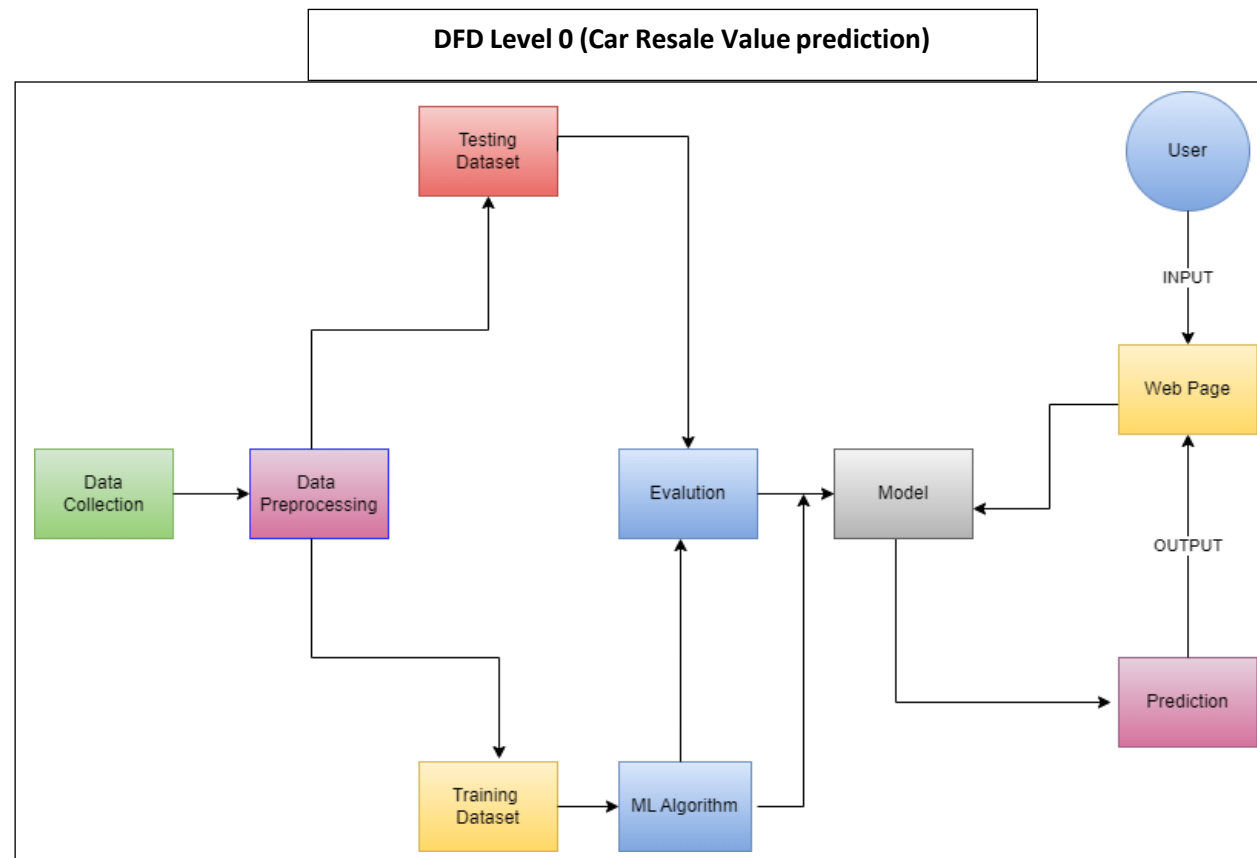 DFD Level 0 (Car Resale Value prediction)
Testing
Dataset
User
INPUT
Web Page
Data
Collection
Data
Preprocessing
Evalution
Model
OUTPUT
Prediction
Training
Dataset
ML Algorithm